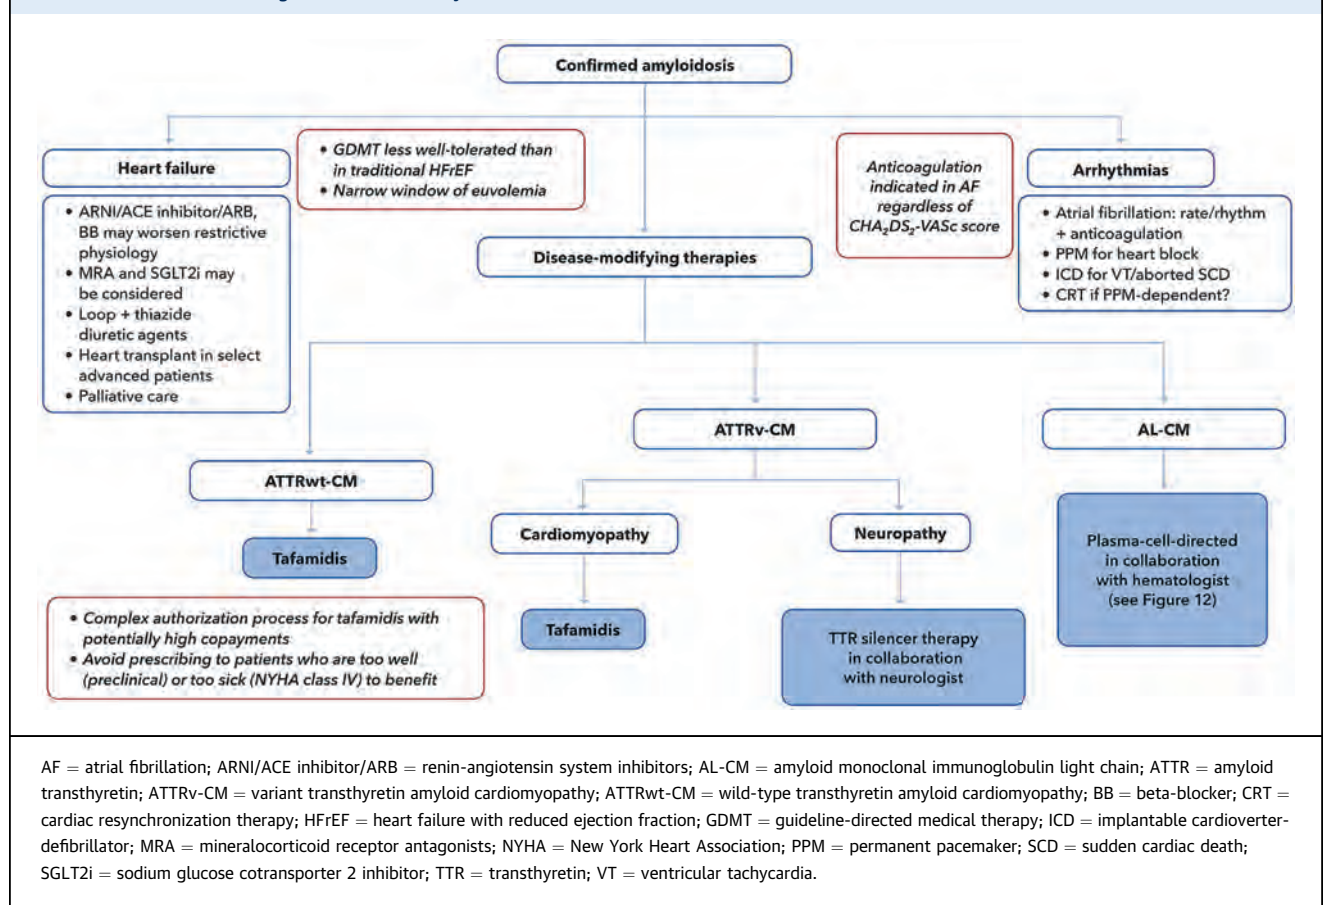 Confirmed amyloidosis
Heart failure
• ARNI/ACE inhibitor/ARB,
BB may worsen restrictive
physiology
• MRA and SGLT2i may
be considered
• Loop + thiazide
diuretic agents
• Heart transplant in select
advanced patients
• Palliative care
• GDMT less well-tolerated than
in traditional HFrEF
• Narrow window of euvolemia
Disease-modifying therapies
Anticoagulation
indicated in AF
regardless of
CHA₂DS₂-VASc score
Arrhythmias
• Atrial fibrillation: rate/rhythm
+ anticoagulation
• PPM for heart block
• ICD for VT/aborted SCD
• CRT if PPM-dependent?
ATTRwt-CM
Tafamidis
• Complex authorization process for tafamidis with
potentially high copayments
• Avoid prescribing to patients who are too well
(preclinical) or too sick (NYHA class IV) to benefit
ATTRv-CM
Cardiomyopathy
Tafamidis
Neuropathy
TTR silencer therapy
in collaboration
with neurologist
AL-CM
Plasma-cell-directed
in collaboration
with hematologist
(see Figure 12)
AF = atrial fibrillation; ARNI/ACE inhibitor/ARB = renin-angiotensin system inhibitors; AL-CM = amyloid monoclonal immunoglobulin light chain; ATTR = amyloid
transthyretin; ATTRv-CM = variant transthyretin amyloid cardiomyopathy; ATTRwt-CM = wild-type transthyretin amyloid cardiomyopathy; BB = beta-blocker; CRT =
cardiac resynchronization therapy; HFrEF = heart failure with reduced ejection fraction; GDMT = guideline-directed medical therapy; ICD = implantable cardioverter-
defibrillator; MRA = mineralocorticoid receptor antagonists; NYHA = New York Heart Association; PPM = permanent pacemaker; SCD = sudden cardiac death;
SGLT2i = sodium glucose cotransporter 2 inhibitor; TTR = transthyretin; VT = ventricular tachycardia.